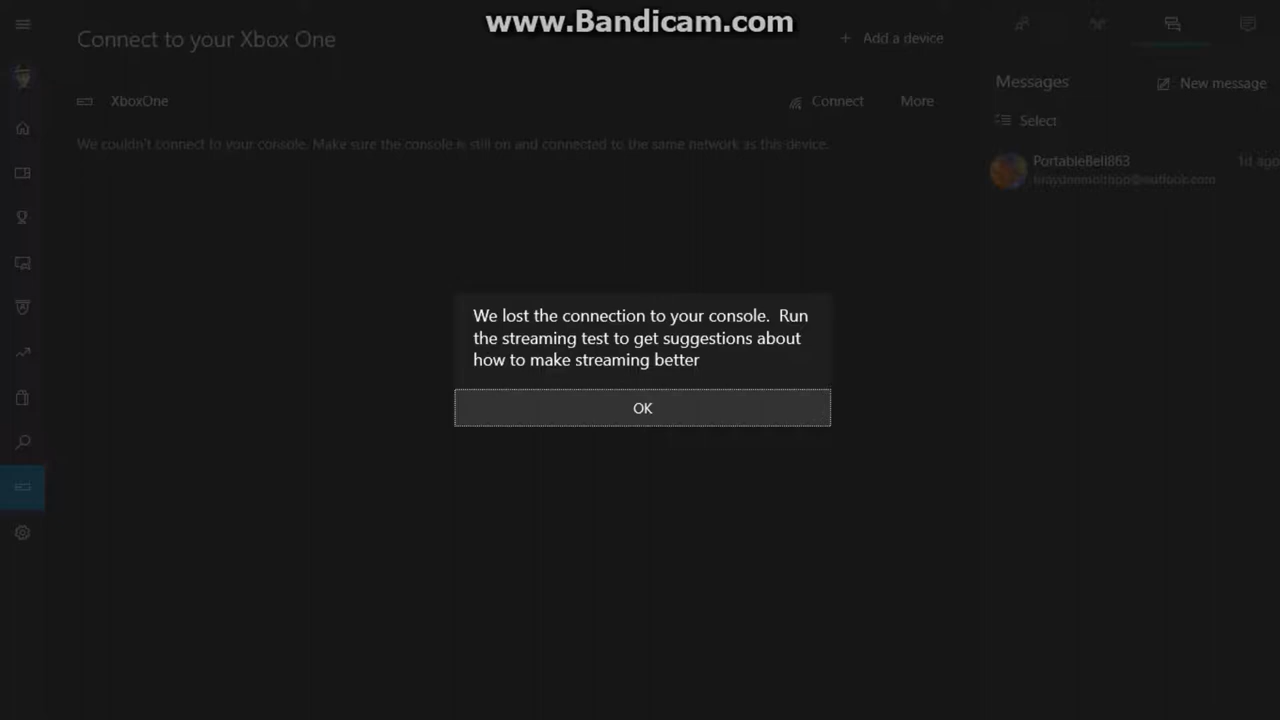 www.Bandicam.com
Connect to your Xbox One
+ Add a device
XboxOne
Connect
More
We couldn't connect to your console. Make sure the console is still on and connected to the same network as this device.
Messages
New message
Select
PortableBell863
1d ago
We lost the connection to your console.  Run
the streaming test to get suggestions about
how to make streaming better
OK